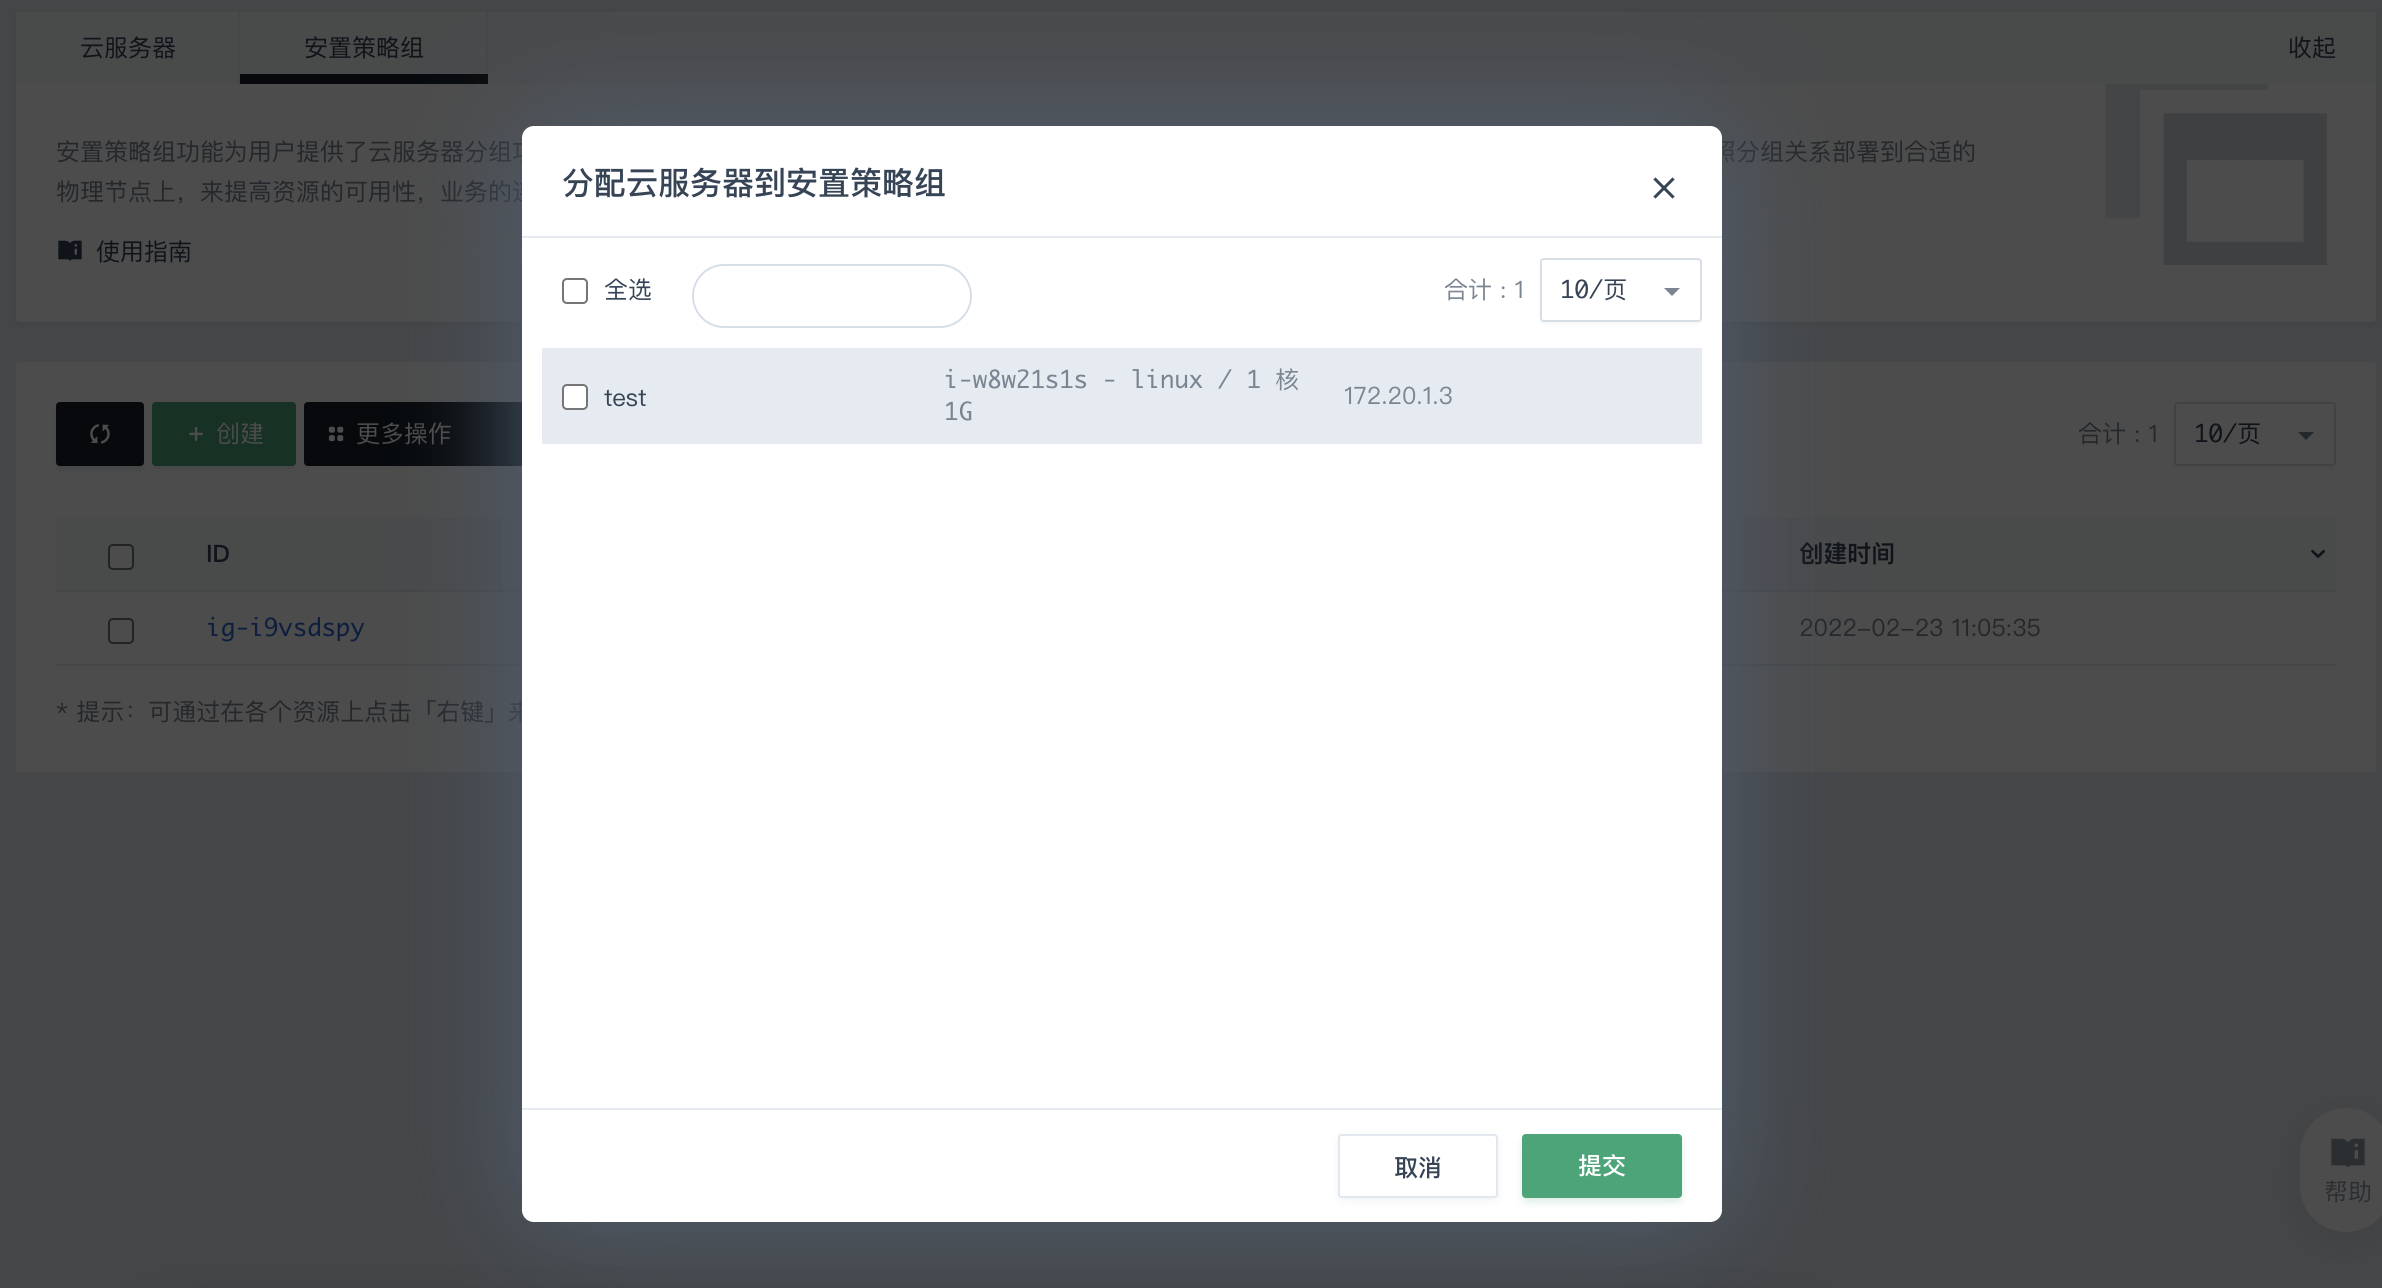 云服务器
安置策略组
收起
安置策略组功能为用户提供了云服务器分组
照分组关系部署到合适的
物理节点上，来提高资源的可用性，业务的
使用指南
分配云服务器到安置策略组
全选
合计 : 1
10/页
test
i-w8w21s1s - linux / 1 核
1G
172.20.1.3
+ 创建
更多操作
合计 : 1
10/页
ID
创建时间
ig-i9vsdspy
2022-02-23 11:05:35
* 提示：可通过在各个资源上点击「右键」来
取消
提交
帮助